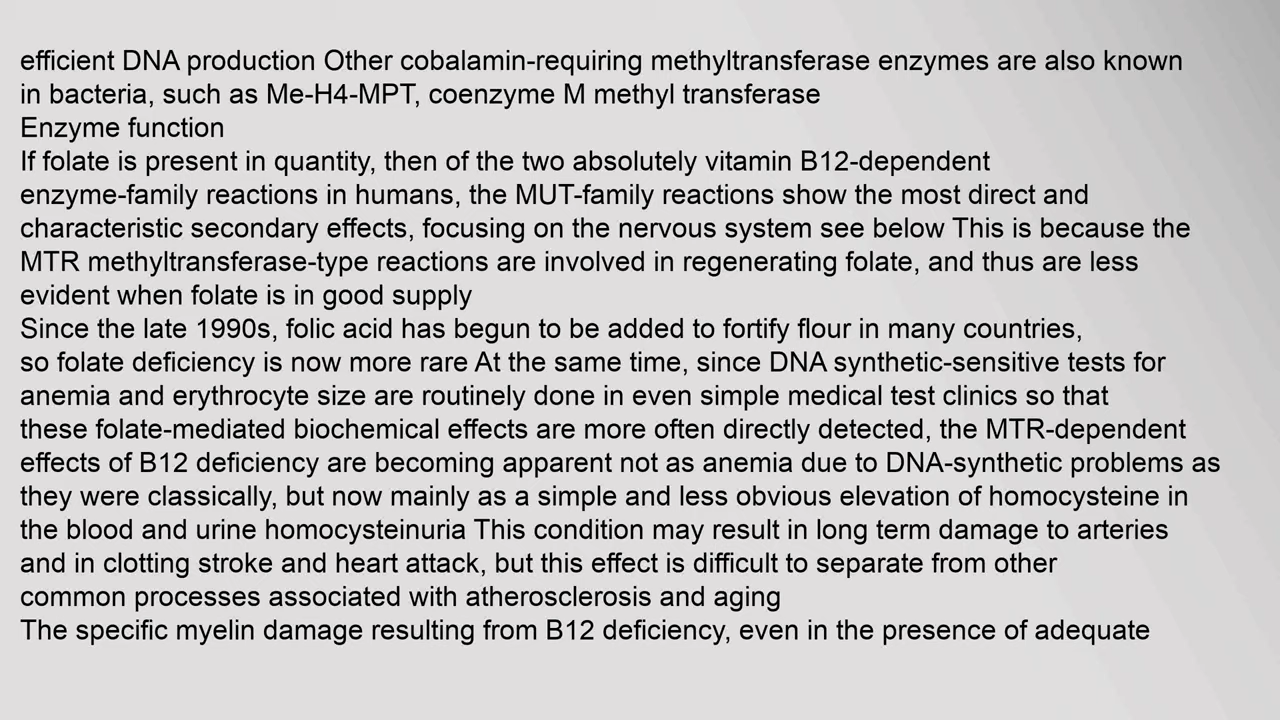 efficient DNA production Other cobalamin-requiring methyltransferase enzymes are also known
in bacteria, such as Me-H4-MPT, coenzyme M methyl transferase
Enzyme function
If folate is present in quantity, then of the two absolutely vitamin B12-dependent
enzyme-family reactions in humans, the MUT-family reactions show the most direct and
characteristic secondary effects, focusing on the nervous system see below This is because the
MTR methyltransferase-type reactions are involved in regenerating folate, and thus are less
evident when folate is in good supply
Since the late 1990s, folic acid has begun to be added to fortify flour in many countries,
so folate deficiency is now more rare At the same time, since DNA synthetic-sensitive tests for
anemia and erythrocyte size are routinely done in even simple medical test clinics so that
these folate-mediated biochemical effects are more often directly detected, the MTR-dependent
effects of B12 deficiency are becoming apparent not as anemia due to DNA-synthetic problems as
they were classically, but now mainly as a simple and less obvious elevation of homocysteine in
the blood and urine homocysteinuria This condition may result in long term damage to arteries
and in clotting stroke and heart attack, but this effect is difficult to separate from other
common processes associated with atherosclerosis and aging
The specific myelin damage resulting from B12 deficiency, even in the presence of adequate